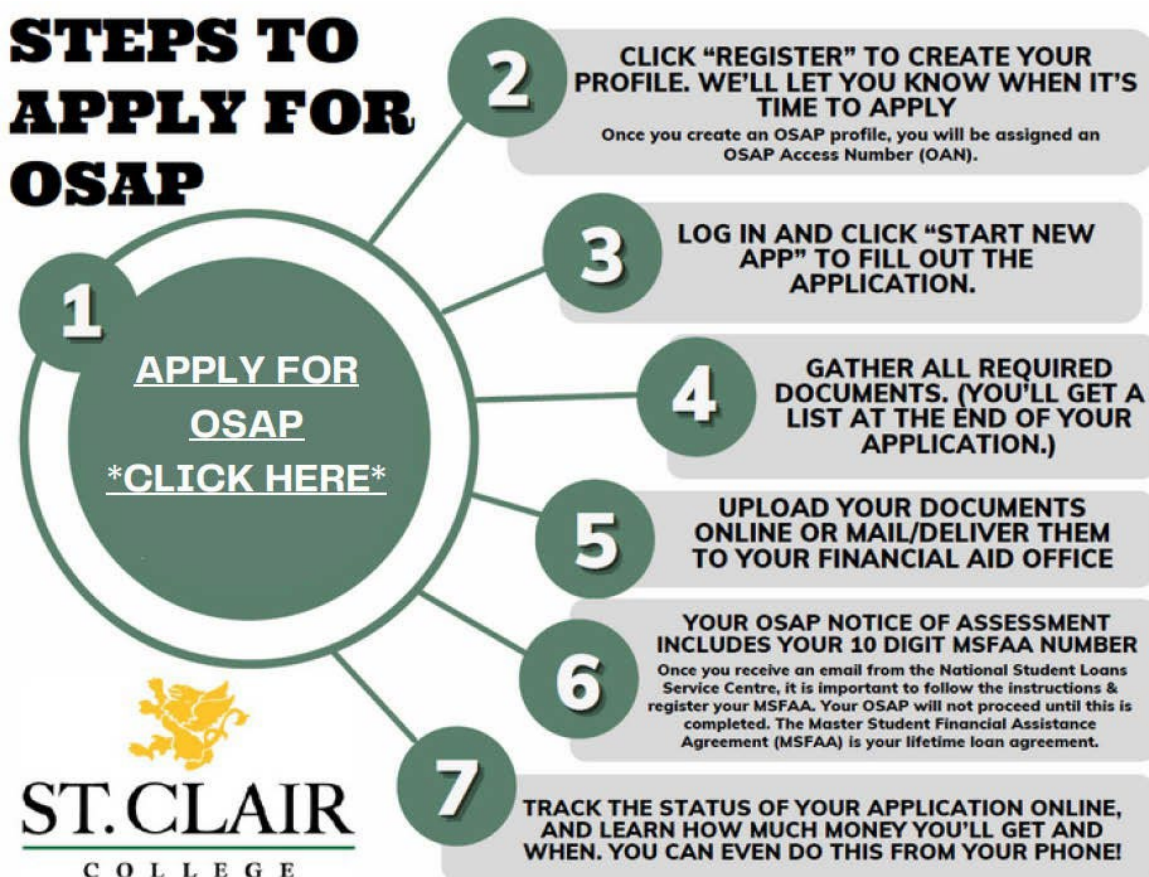 STEPS TO
APPLY FOR
OSAP
1
APPLY FOR
OSAP
*CLICK HERE*
2
CLICK “REGISTER” TO CREATE YOUR
PROFILE. WE’LL LET YOU KNOW WHEN IT’S
TIME TO APPLY
Once you create an OSAP profile, you will be assigned an
OSAP Access Number (OAN).
3
LOG IN AND CLICK “START NEW
APP” TO FILL OUT THE
APPLICATION.
4
GATHER ALL REQUIRED
DOCUMENTS. (YOU’LL GET A
LIST AT THE END OF YOUR
APPLICATION.)
5
UPLOAD YOUR DOCUMENTS
ONLINE OR MAIL/DELIVER THEM
TO YOUR FINANCIAL AID OFFICE
6
YOUR OSAP NOTICE OF ASSESSMENT
INCLUDES YOUR 10 DIGIT MSFAA NUMBER
Once you receive an email from the National Student Loans
Service Centre, it is important to follow the instructions &
register your MSFAA. Your OSAP will not proceed until this is
completed. The Master Student Financial Assistance
Agreement (MSFAA) is your lifetime loan agreement.
7
TRACK THE STATUS OF YOUR APPLICATION ONLINE,
AND LEARN HOW MUCH MONEY YOU’LL GET AND
WHEN. YOU CAN EVEN DO THIS FROM YOUR PHONE!
ST. CLAIR
COLLEGE